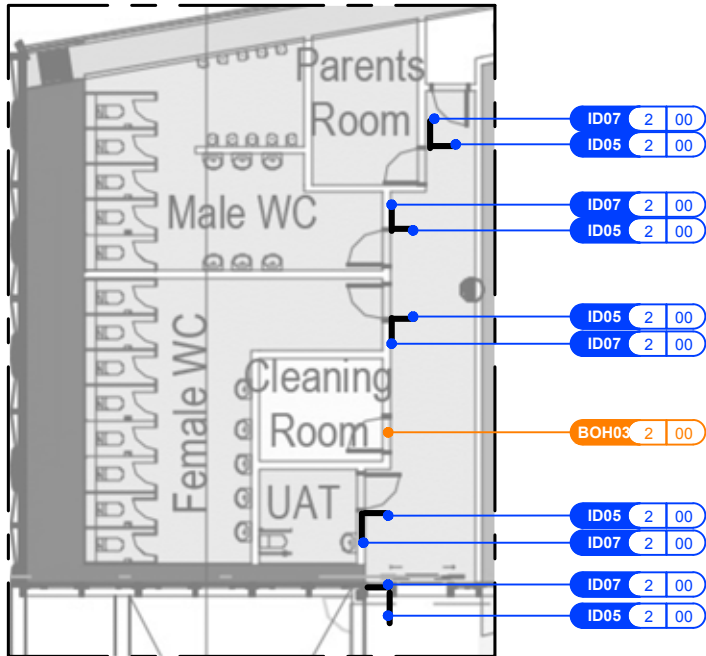 Parents
Room
Male WC
Female WC
Cleaning
Room
UAT
ID07 2 00
ID05 2 00
ID07 2 00
ID05 2 00
ID05 2 00
ID07 2 00
BOH03 2 00
ID05 2 00
ID07 2 00
ID07 2 00
ID05 2 00